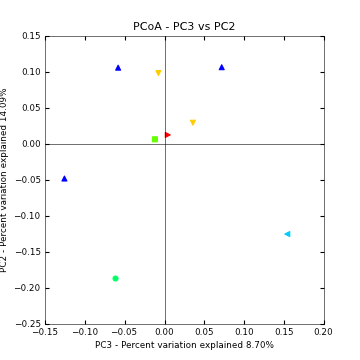 PCoA - PC3 vs PC2
0.15
0.10
0.05
0.00
−0.05
−0.10
−0.15
−0.20
−0.25
PC2 - Percent variation explained 14.09%
−0.15 −0.10 −0.05 0.00 0.05 0.10 0.15 0.20
PC3 - Percent variation explained 8.70%